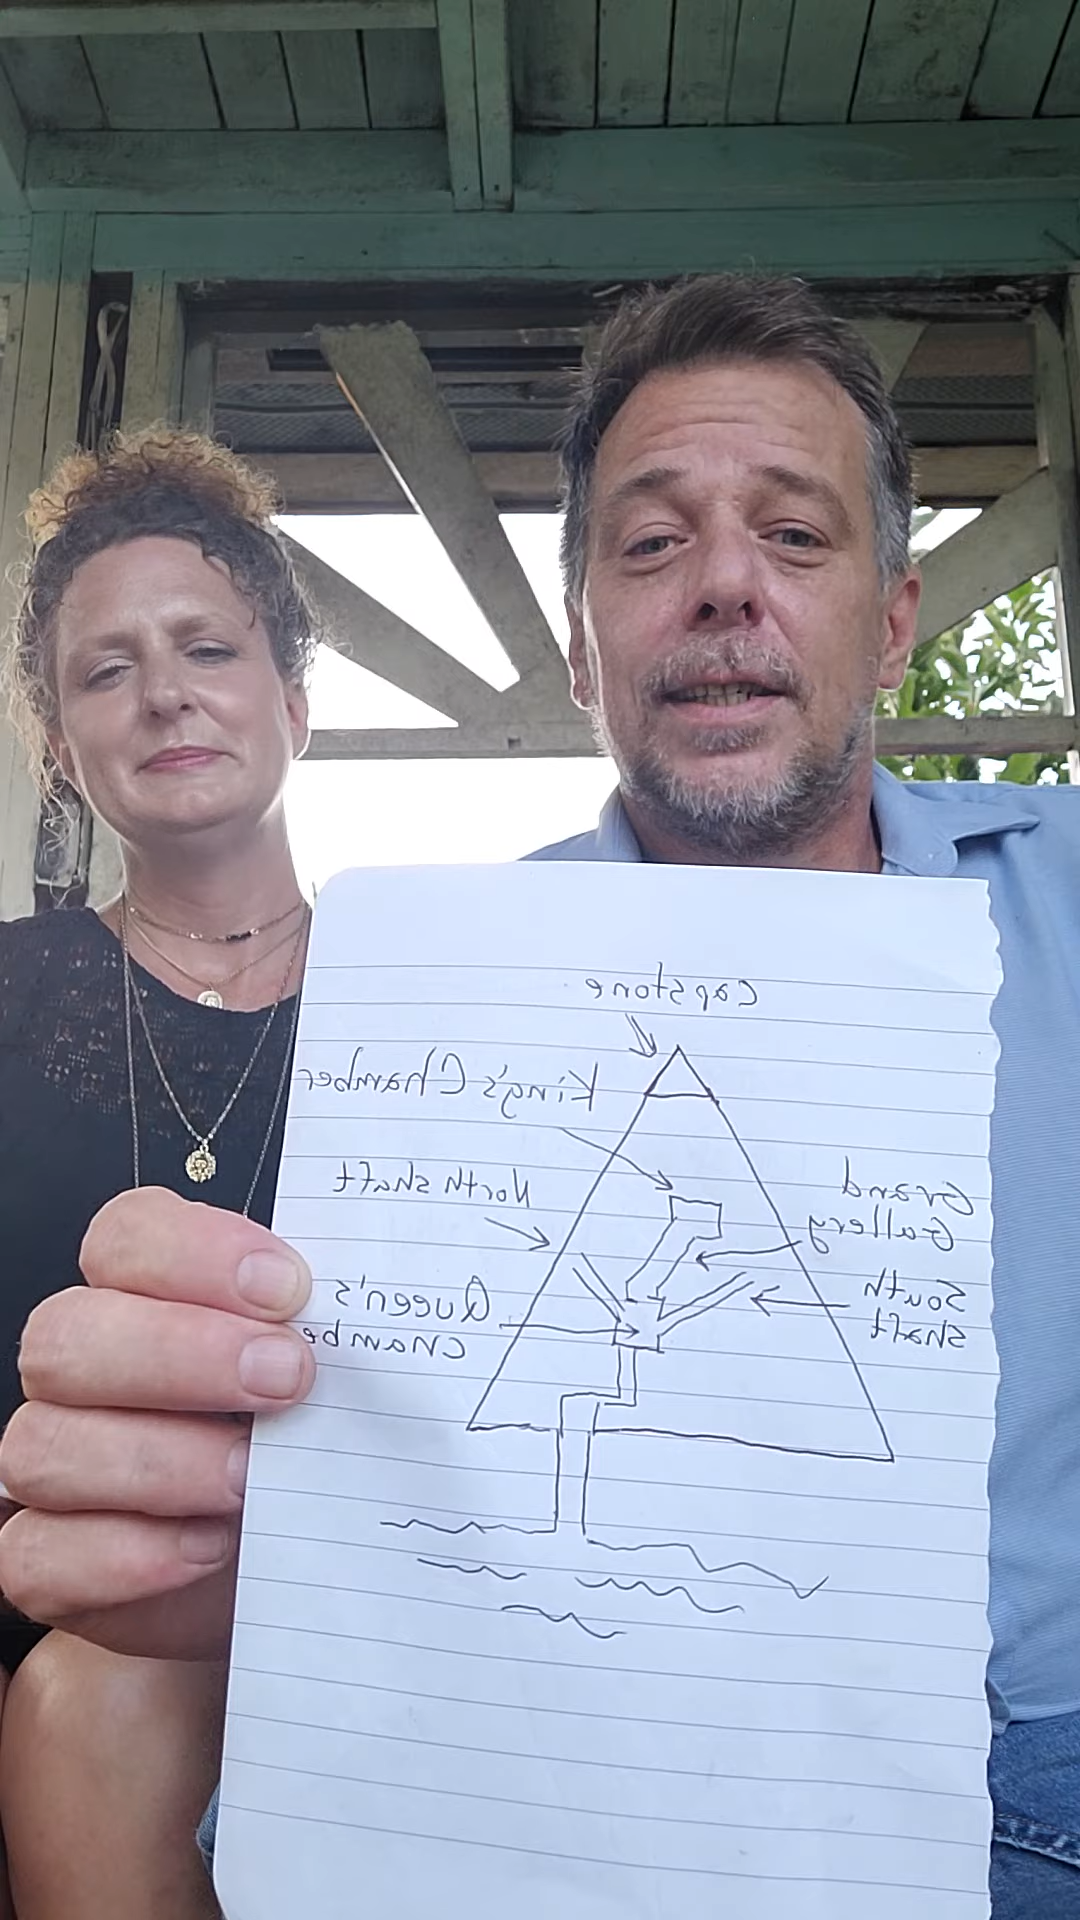 Capstone
King's Chamber
North shaft
Grand
Gallery
South
shaft
Queen's
chambe